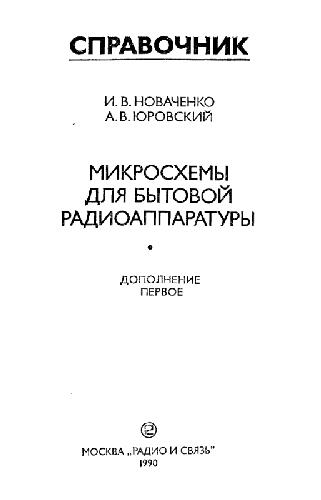 СПРАВОЧНИК
И. В. НОВАЧЕНКО
А. В. ЮРОВСКИЙ
МИКРОСХЕМЫ
ДЛЯ БЫТОВОЙ
РАДИОАППАРАТУРЫ
ДОПОЛНЕНИЕ
ПЕРВОЕ
МОСКВА „РАДИО И СВЯЗЬ"
1990